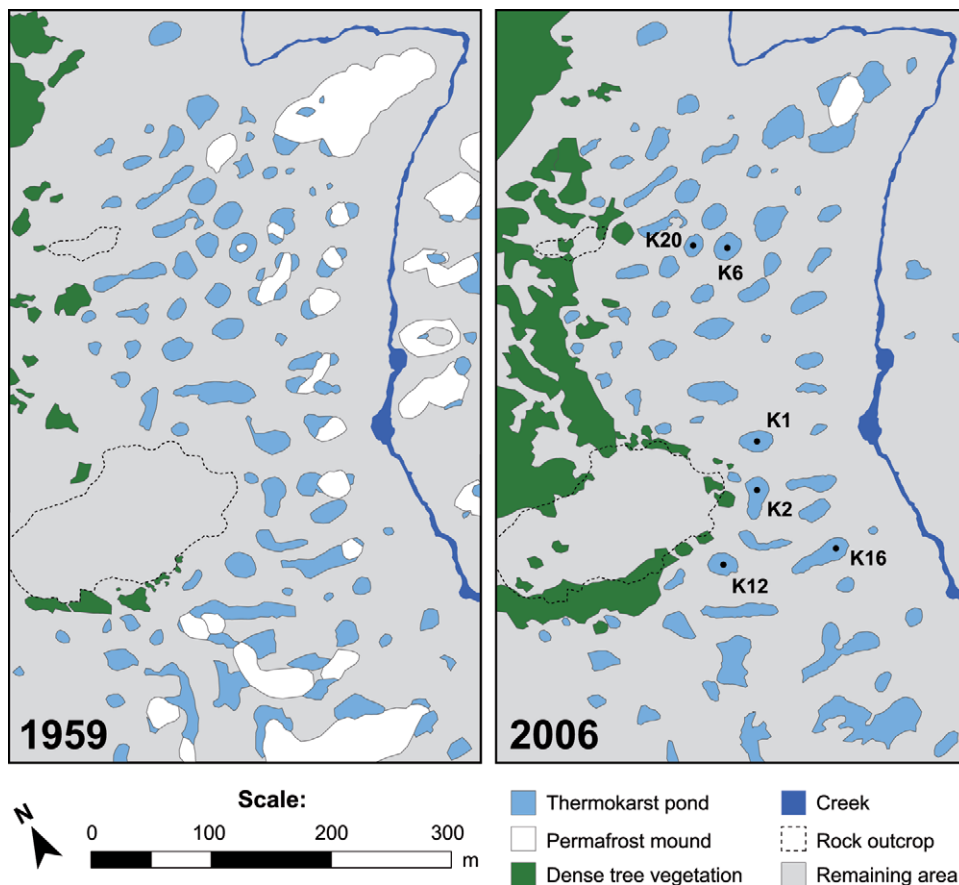 K20
K6
K1
K2
K16
K12
1959
2006
N
Scale:
0 100 200 300
m
Thermokarst pond
Permafrost mound
Dense tree vegetation
Creek
Rock outcrop
Remaining area